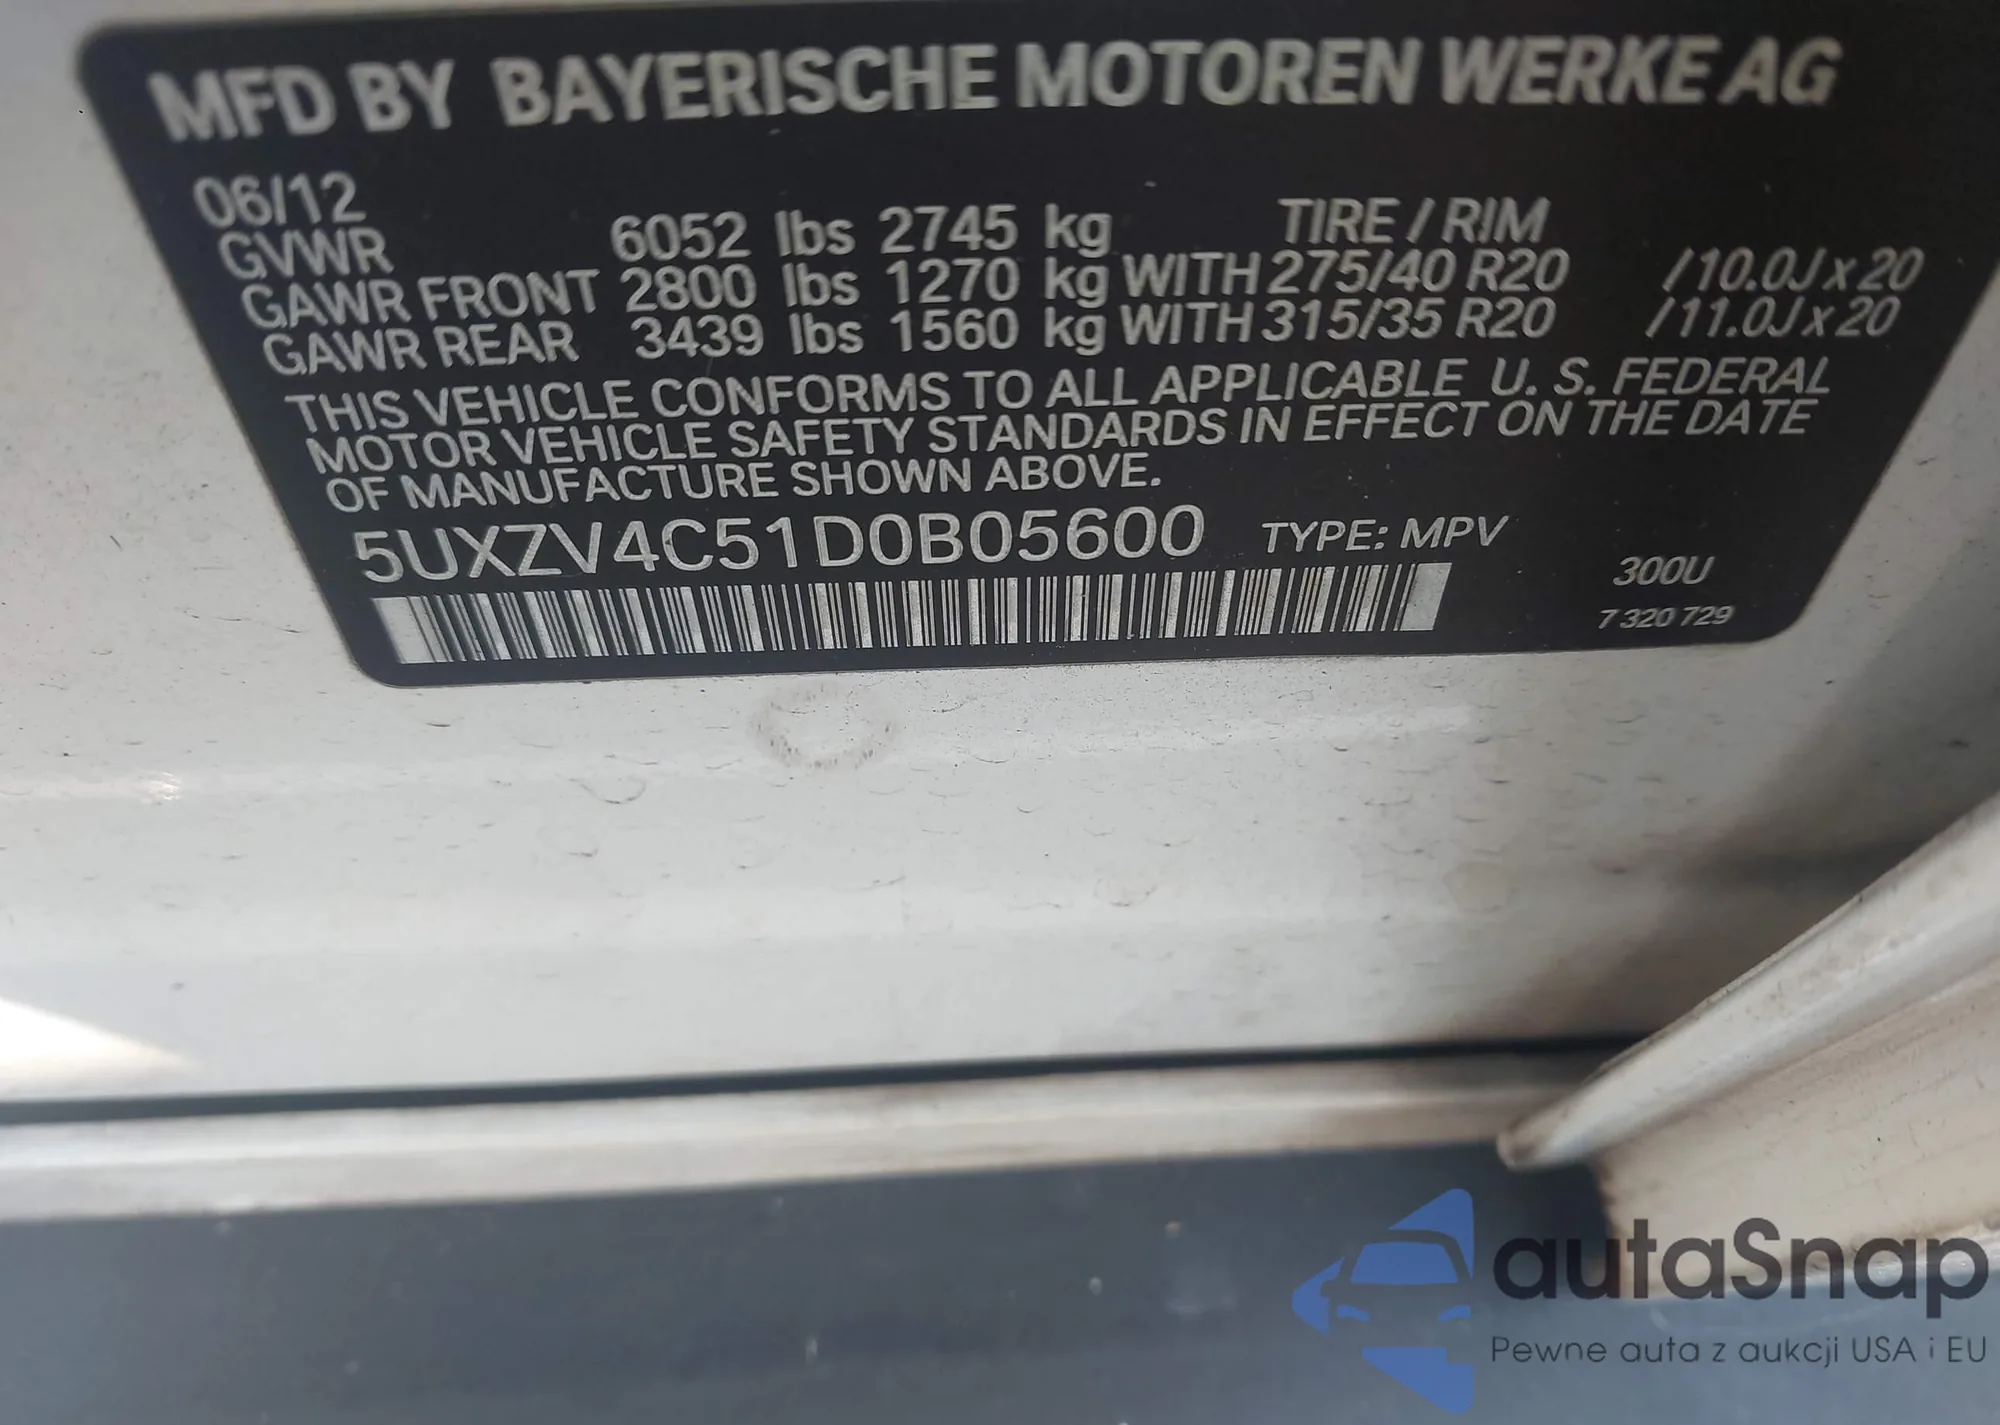 MFD BY BAYERISCHE MOTOREN WERKE AG
06/12
GVWR 6052 lbs 2745 kg TIRE / RIM
GAWR FRONT 2800 lbs 1270 kg WITH 275/40 R20 /10.0J x 20
GAWR REAR 3439 lbs 1560 kg WITH 315/35 R20 /11.0J x 20
THIS VEHICLE CONFORMS TO ALL APPLICABLE U. S. FEDERAL
MOTOR VEHICLE SAFETY STANDARDS IN EFFECT ON THE DATE
OF MANUFACTURE SHOWN ABOVE.
5UXZV4C51D0B05600 TYPE: MPV
300U
7 320 729
autaSnap
Pewne auta z aukcji USA i EU